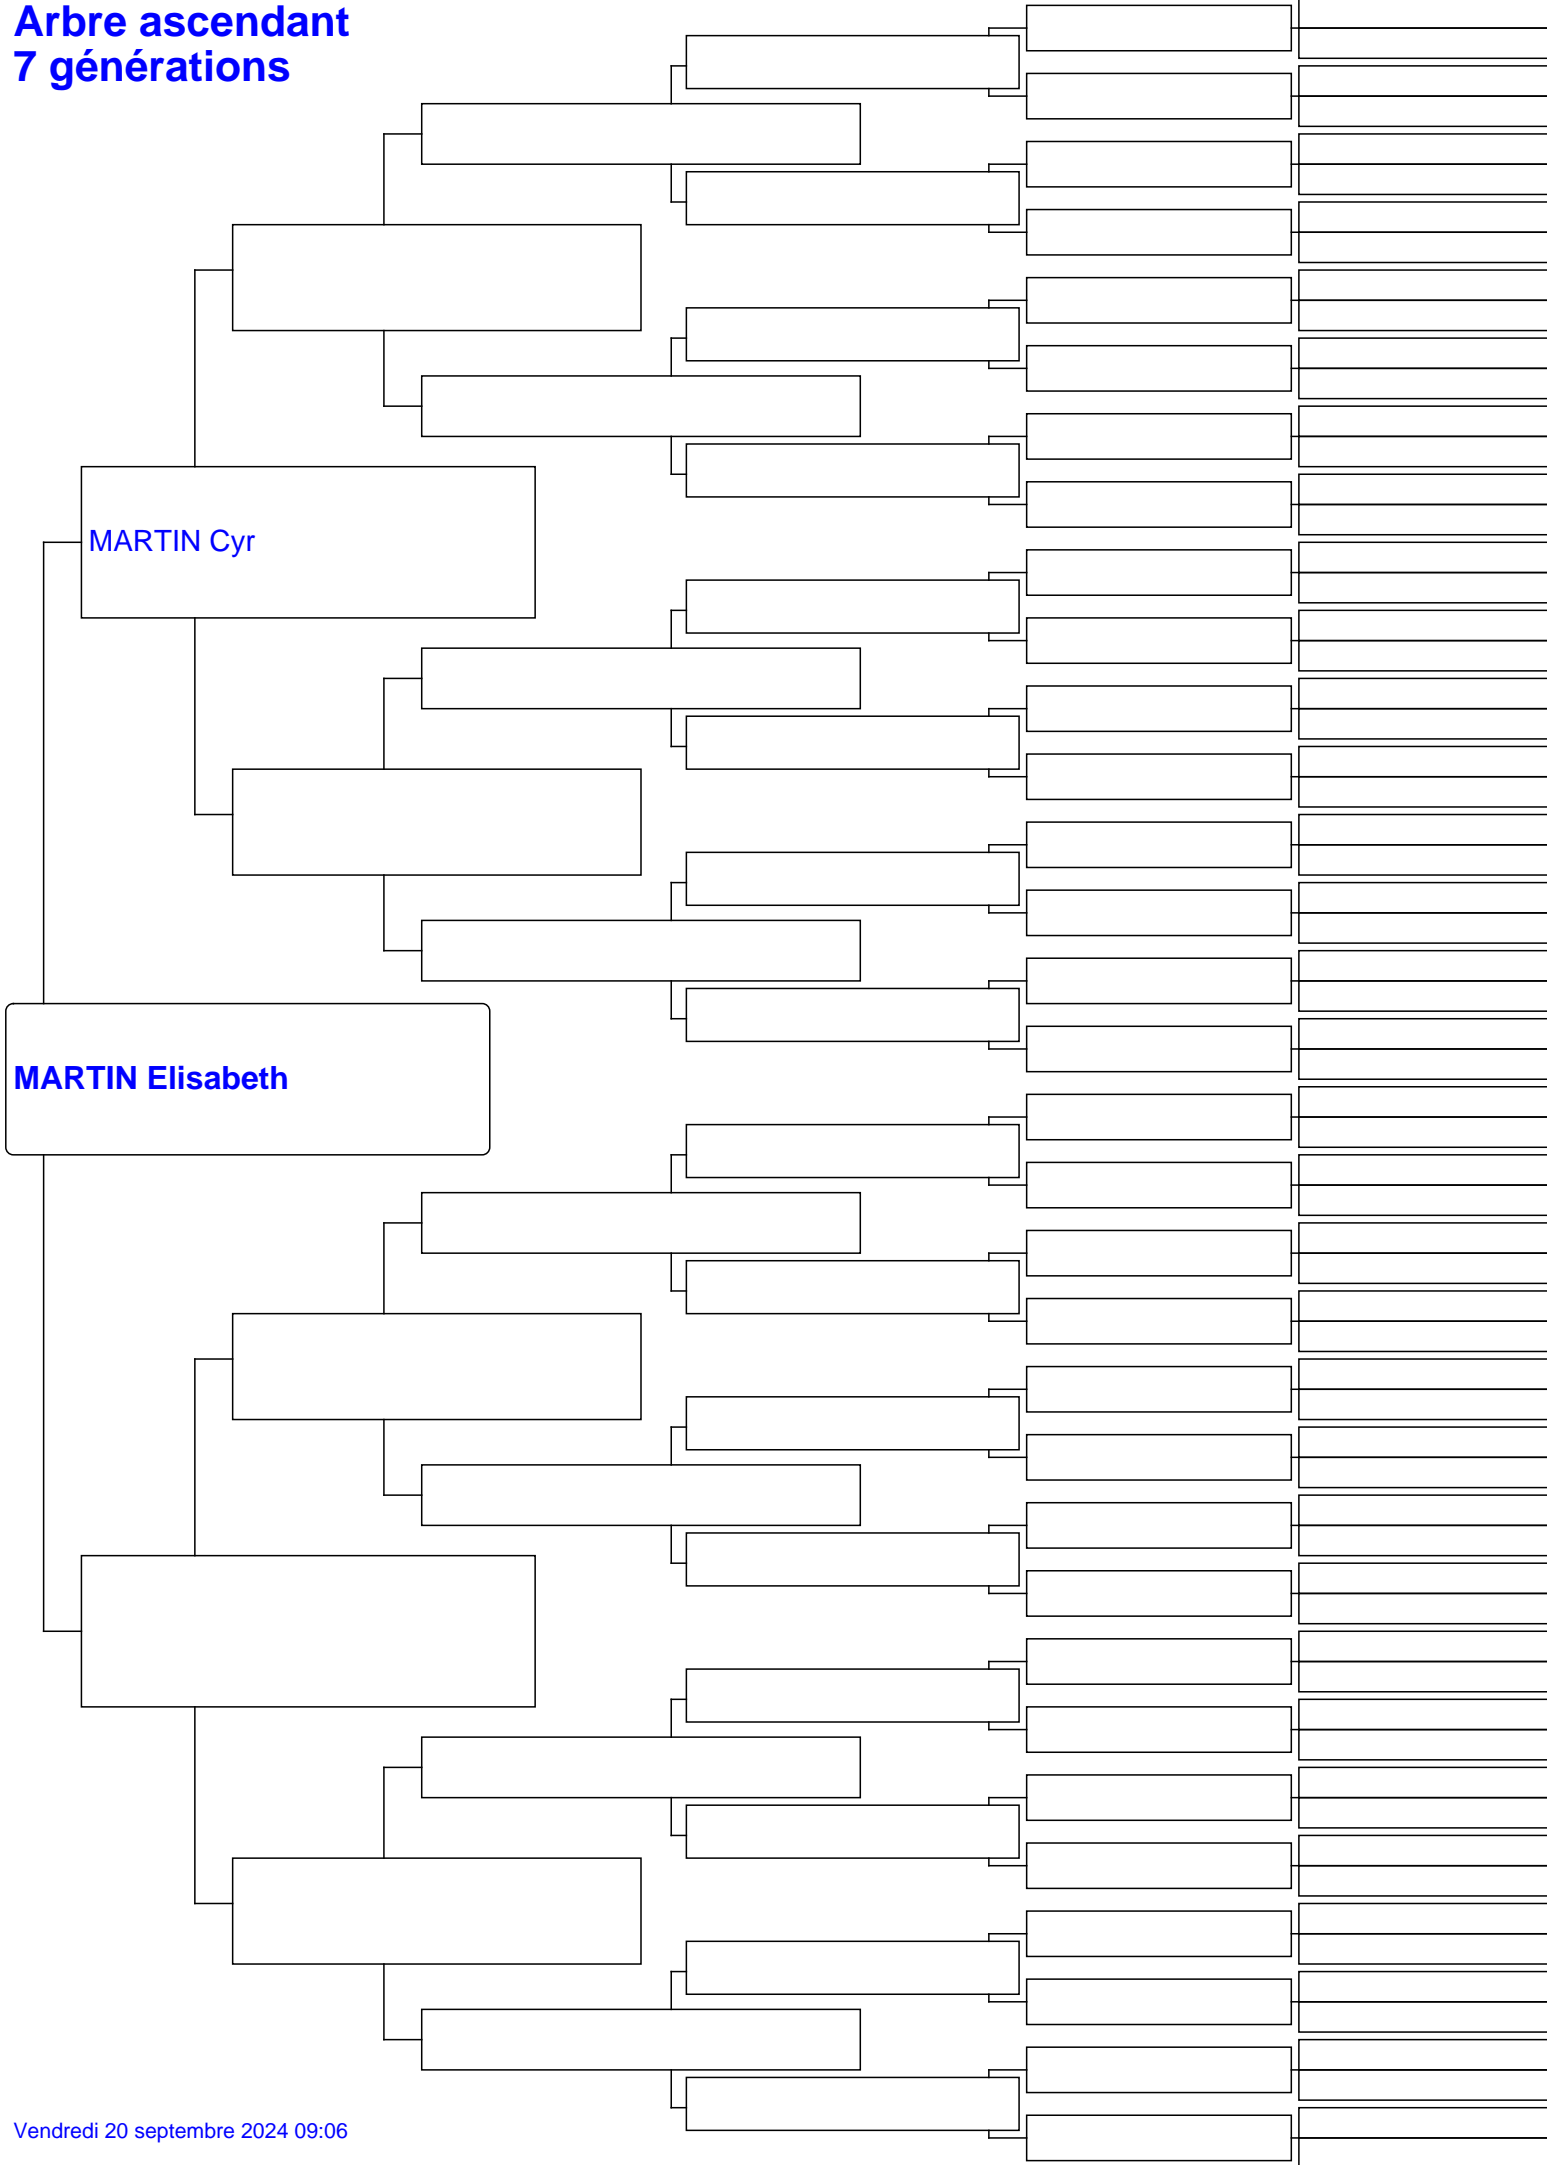 Arbre ascendant
7 générations
MARTIN Cyr
MARTIN Elisabeth
Vendredi 20 septembre 2024 09:06